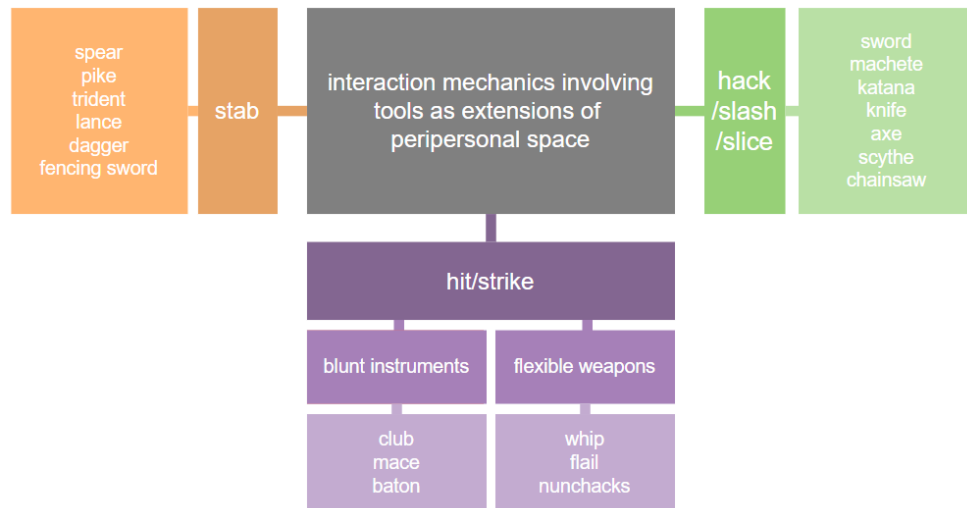 spear
pike
trident
lance
dagger
fencing sword
stab
interaction mechanics involving
tools as extensions of
peripersonal space
hack
/slash
/slice
sword
machete
katana
knife
axe
scythe
chainsaw
hit/strike
blunt instruments
flexible weapons
club
mace
baton
whip
flail
nunchacks